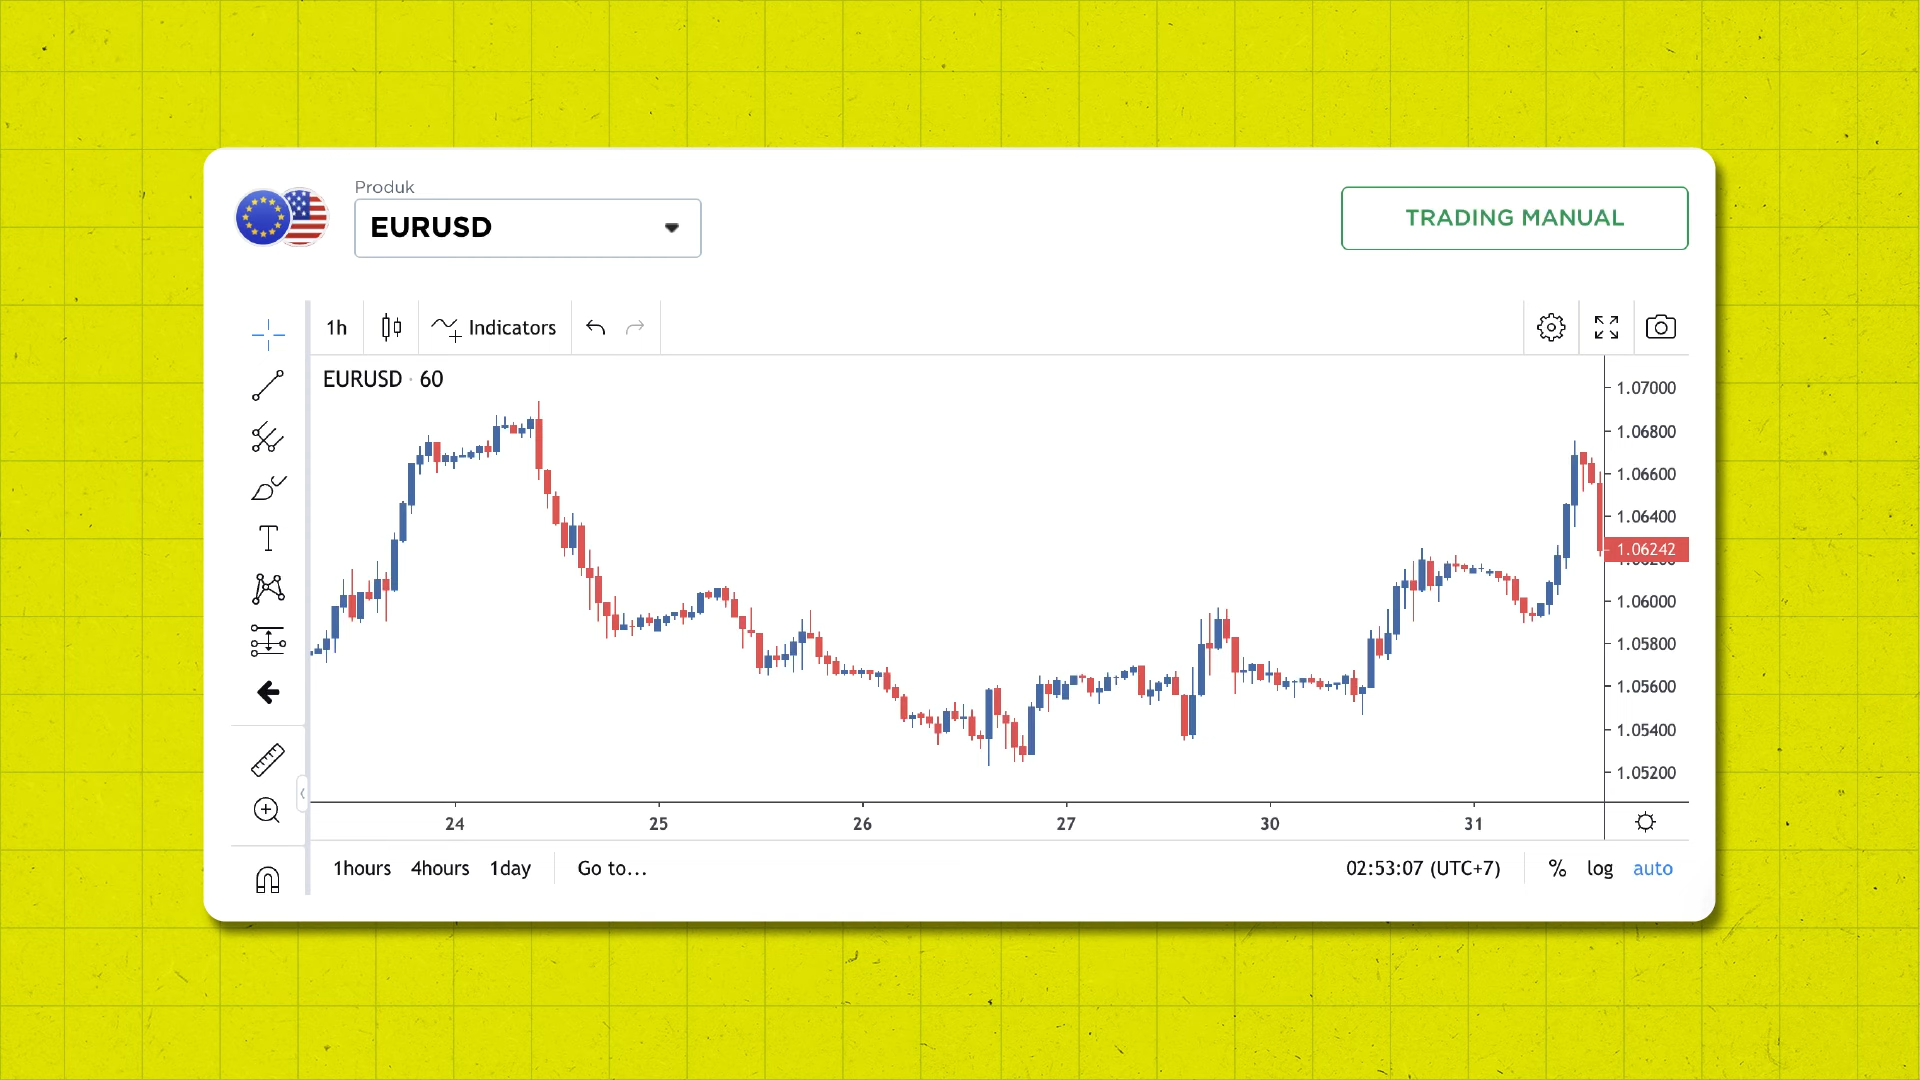 Produk
EURUSD
TRADING MANUAL
1h
Indicators
EURUSD · 60
1.07000
1.06800
1.06600
1.06400
1.06242
1.06000
1.05800
1.05600
1.05400
1.05200
24 25 26 27 30 31
1hours 4hours 1day Go to... 02:53:07 (UTC+7) % log auto